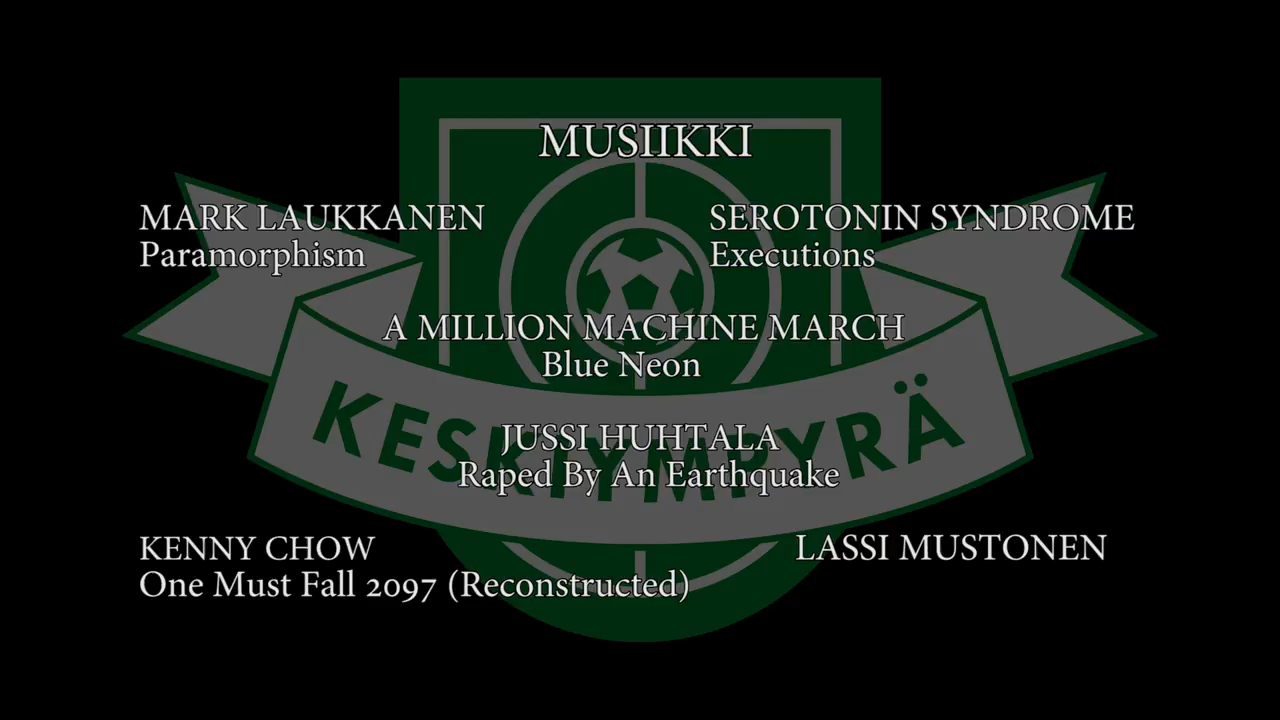 MUSIIKKI
MARK LAUKKANEN
Paramorphism
SEROTONIN SYNDROME
Executions
A MILLION MACHINE MARCH
Blue Neon
KESKIYMPYRÄ
JUSSI HUHTALA
Raped By An Earthquake
KENNY CHOW
One Must Fall 2097 (Reconstructed)
LASSI MUSTONEN